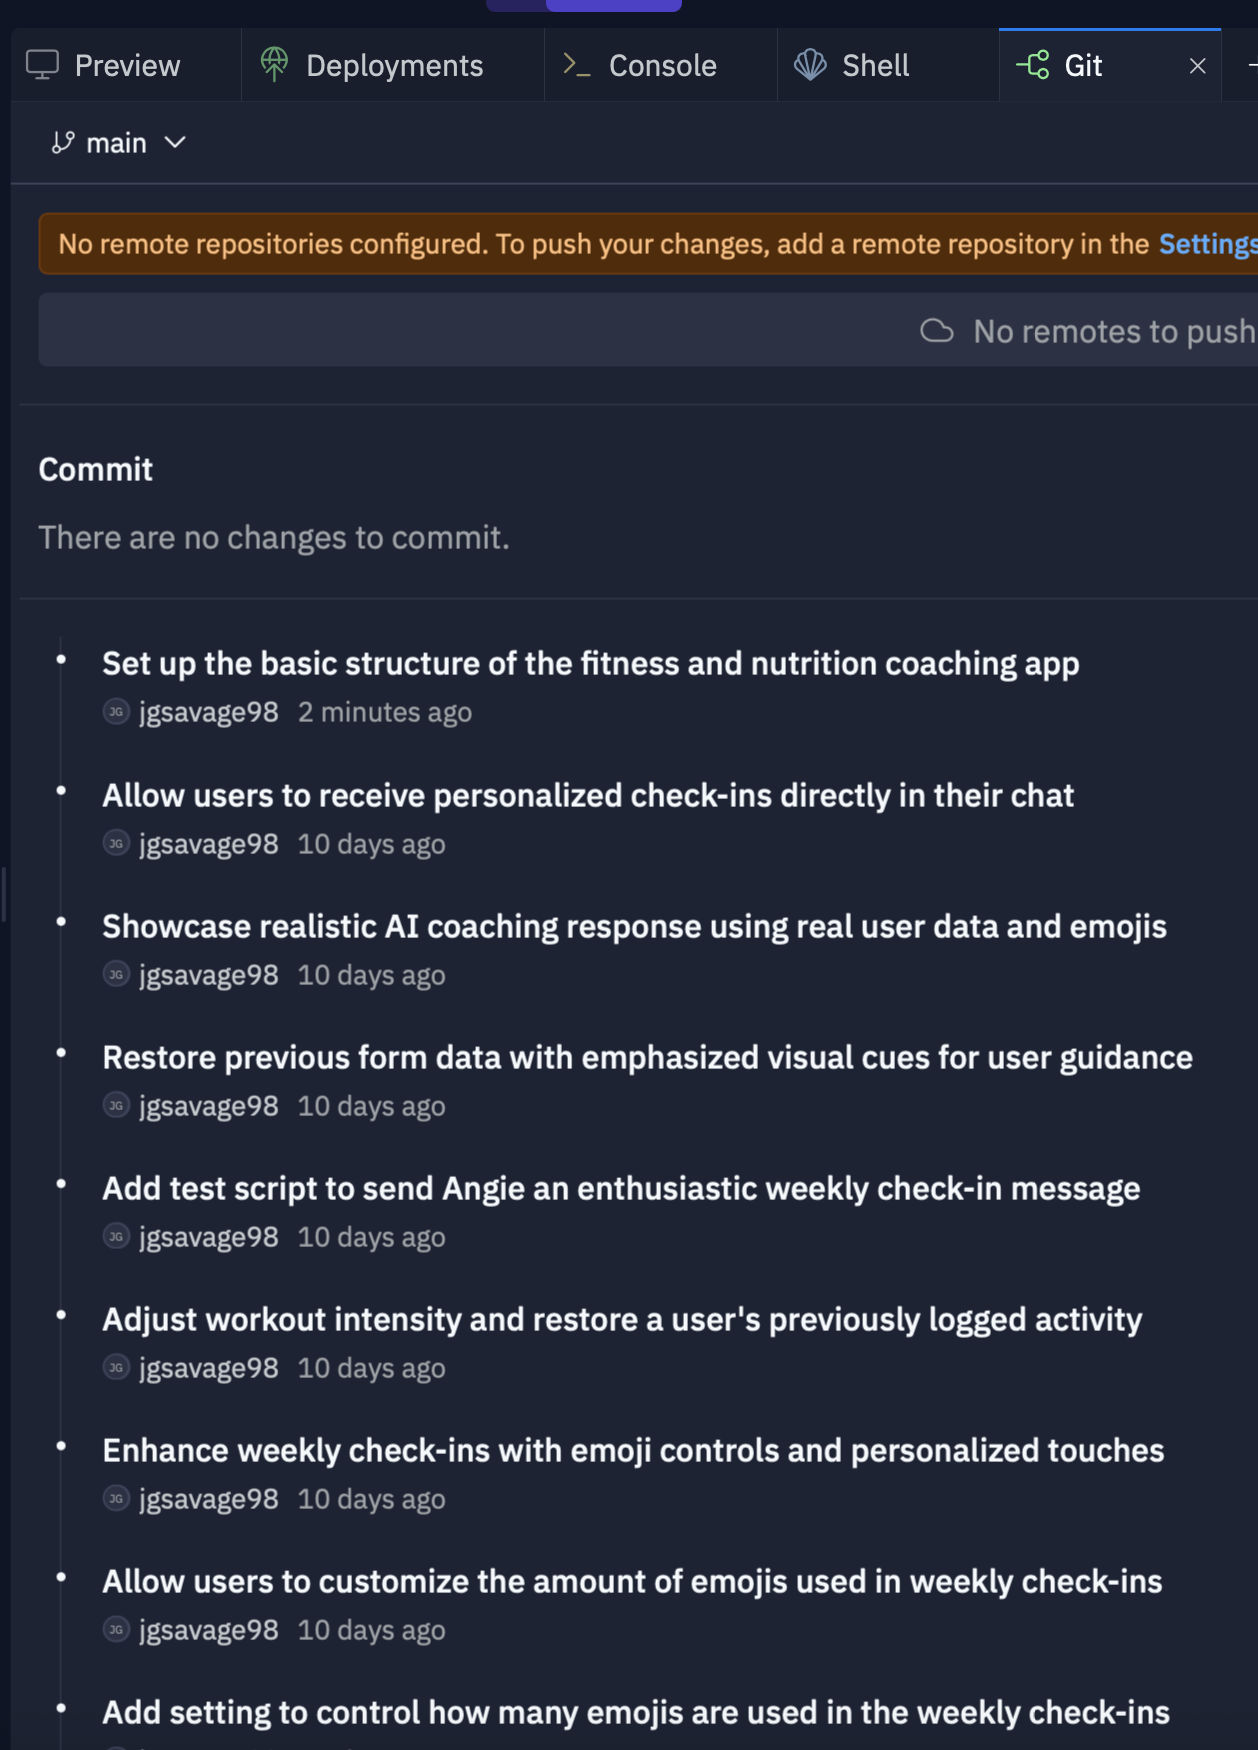 Preview
Deployments
Console
Shell
Git
main
No remote repositories configured. To push your changes, add a remote repository in the Settings
No remotes to push
Commit
There are no changes to commit.
Set up the basic structure of the fitness and nutrition coaching app
JG jgsavage98 2 minutes ago
Allow users to receive personalized check-ins directly in their chat
JG jgsavage98 10 days ago
Showcase realistic AI coaching response using real user data and emojis
JG jgsavage98 10 days ago
Restore previous form data with emphasized visual cues for user guidance
JG jgsavage98 10 days ago
Add test script to send Angie an enthusiastic weekly check-in message
JG jgsavage98 10 days ago
Adjust workout intensity and restore a user's previously logged activity
JG jgsavage98 10 days ago
Enhance weekly check-ins with emoji controls and personalized touches
JG jgsavage98 10 days ago
Allow users to customize the amount of emojis used in weekly check-ins
JG jgsavage98 10 days ago
Add setting to control how many emojis are used in the weekly check-ins